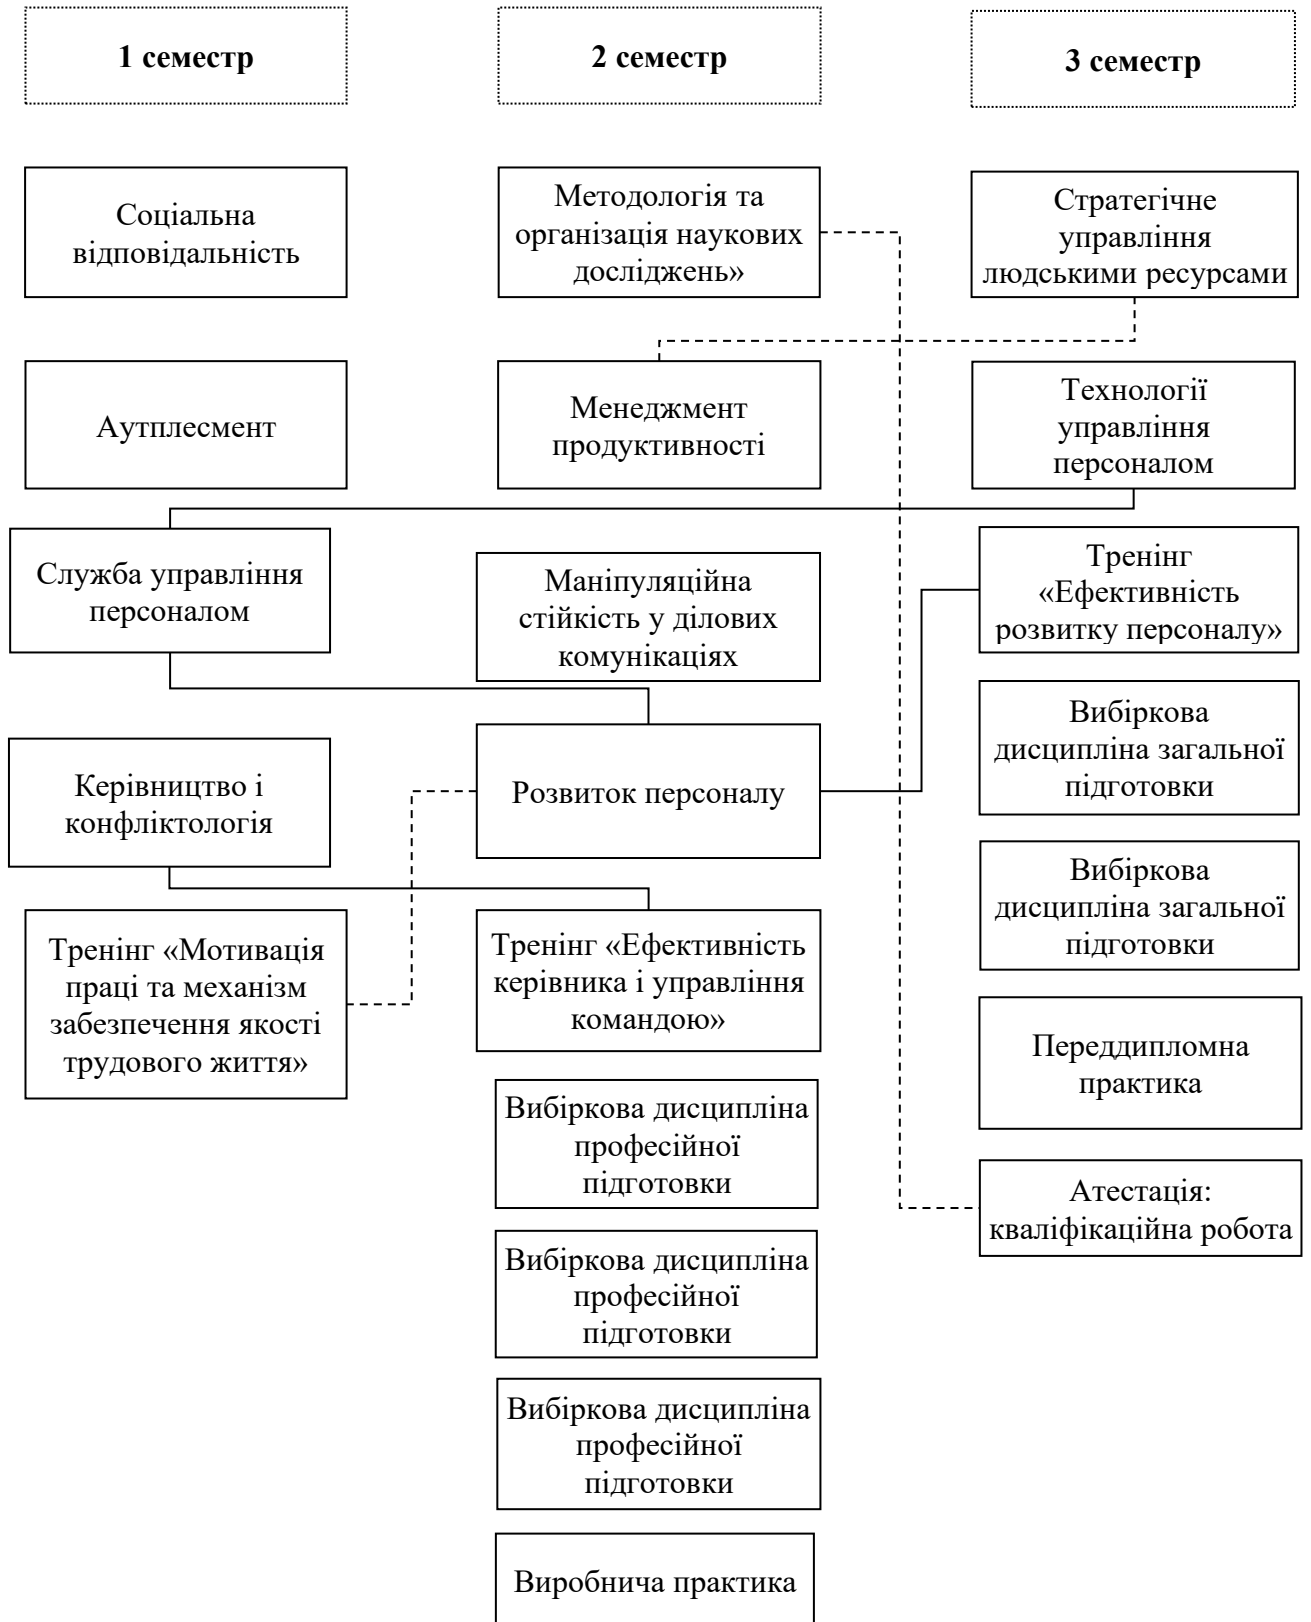 1 семестр
2 семестр
3 семестр
Соціальна
відповідальність
Методологія та
організація наукових
досліджень»
Стратегічне
управління
людськими ресурсами
Аутплесмент
Менеджмент
продуктивності
Технології
управління
персоналом
Служба управління
персоналом
Маніпуляційна
стійкість у ділових
комунікаціях
Тренінг
«Ефективність
розвитку персоналу»
Керівництво і
конфліктологія
Розвиток персоналу
Вибіркова
дисципліна загальної
підготовки
Вибіркова
дисципліна загальної
підготовки
Тренінг «Мотивація
праці та механізм
забезпечення якості
трудового життя»
Тренінг «Ефективність
керівника і управління
командою»
Переддипломна
практика
Вибіркова дисципліна
професійної
підготовки
Атестація:
кваліфікаційна робота
Вибіркова дисципліна
професійної
підготовки
Вибіркова дисципліна
професійної
підготовки
Виробнича практика